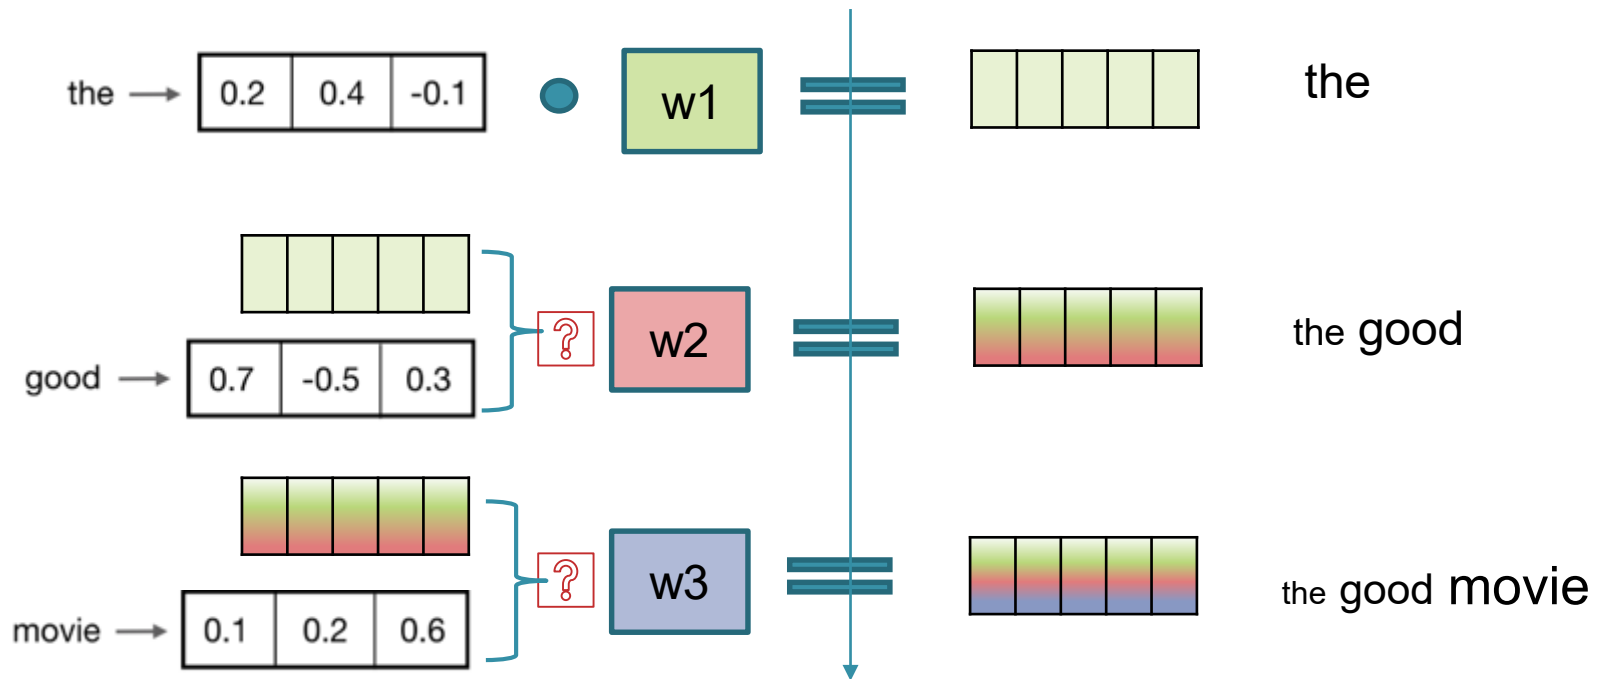 the 0.2 0.4 -0.1 w1 the
good 0.7 -0.5 0.3 ? w2 the good
movie 0.1 0.2 0.6 ? w3 the good movie